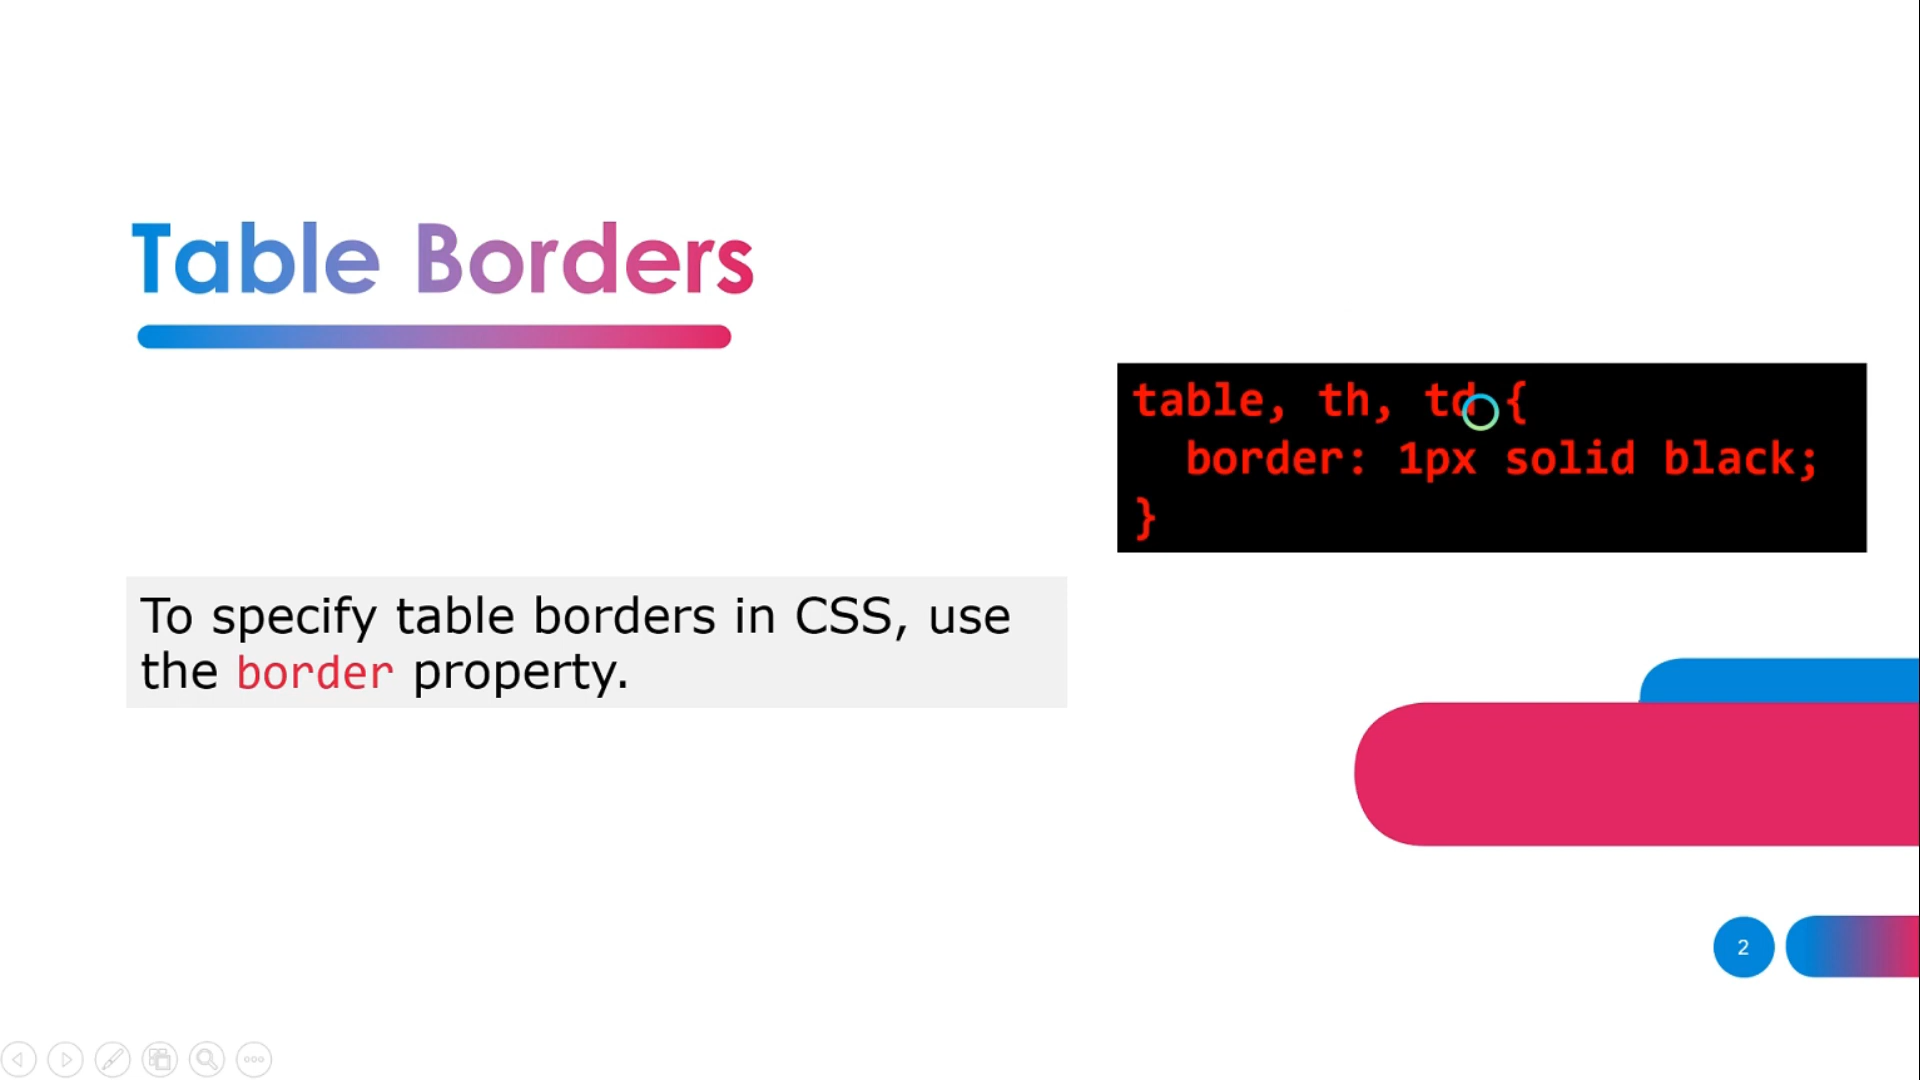 Table Borders
table, th, td {
  border: 1px solid black;
}
To specify table borders in CSS, use
the border property.
2